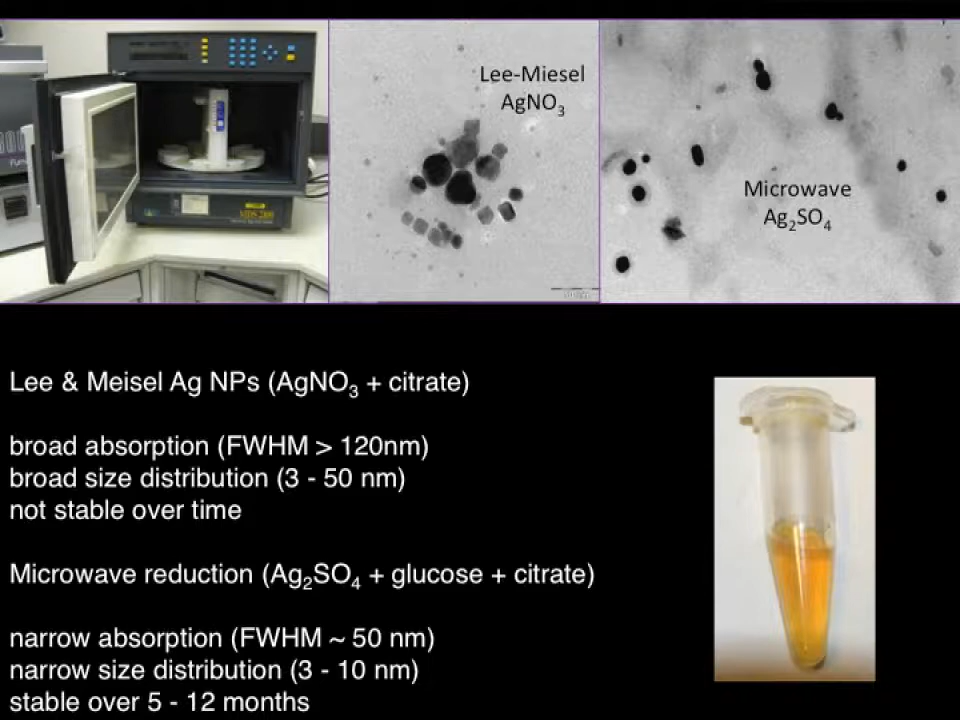 Lee-Miesel
AgNO₃
Microwave
Ag₂SO₄
MDS-2100
Lee & Meisel Ag NPs (AgNO₃ + citrate)
broad absorption (FWHM > 120nm)
broad size distribution (3 - 50 nm)
not stable over time
Microwave reduction (Ag₂SO₄ + glucose + citrate)
narrow absorption (FWHM ~ 50 nm)
narrow size distribution (3 - 10 nm)
stable over 5 - 12 months